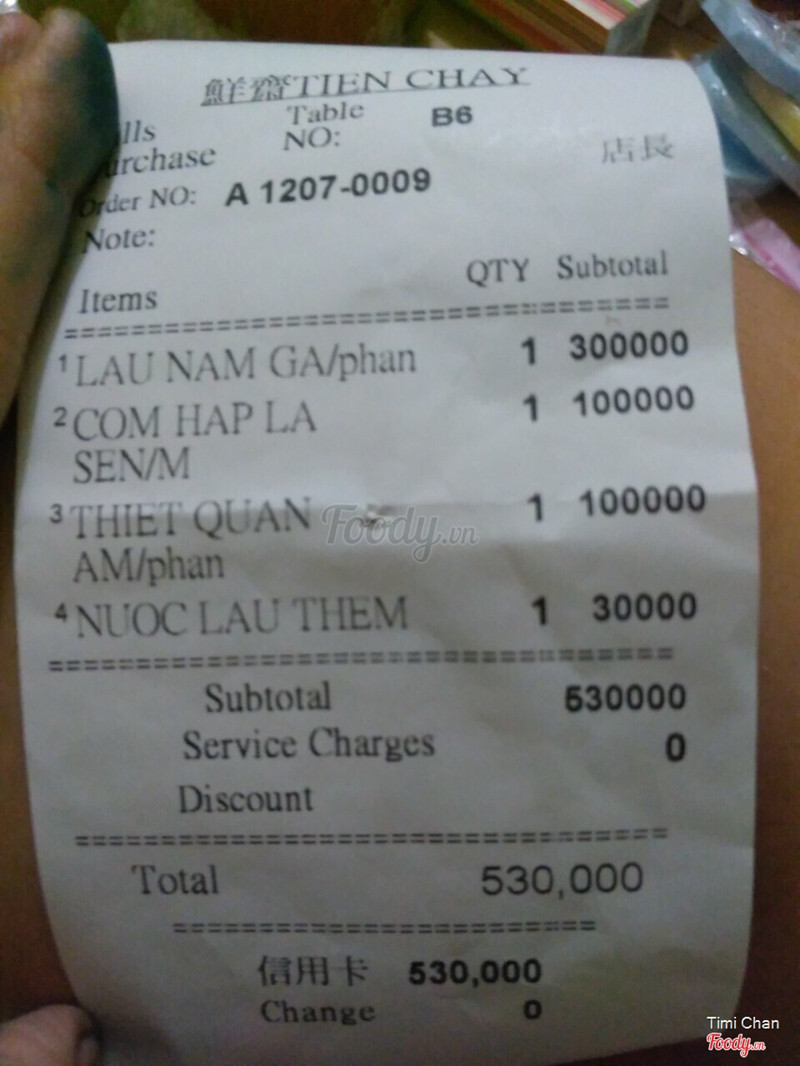 鮮齋TIEN CHAY
Table B6
NO:
店長
Order NO: A 1207-0009
Note:
Items QTY Subtotal
1 LAU NAM GA/phan 1 300000
2 COM HAP LA 1 100000
SEN/M
3 THIET QUAN 1 100000
AM/phan
4 NUOC LAU THEM 1 30000
Subtotal 530000
Service Charges 0
Discount
Total 530,000
信用卡 530,000
Change 0
Foody.vn
Timi Chan
Foody.vn